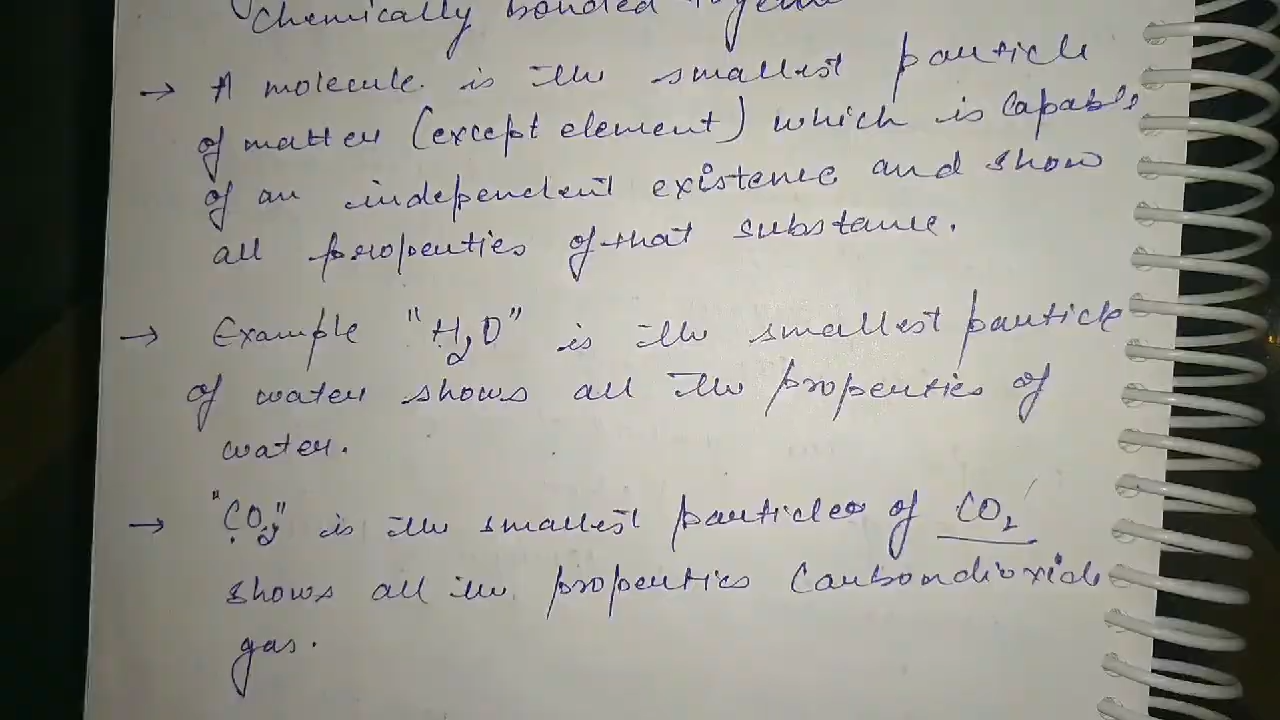 Chemically bonded together
→ A molecule. is the smallest particle
of matter (except element) which is Capable
of an independent existence and show
all properties of that substance.
→ Example "H₂O" is the smallest particle
of water shows all the properties of
water.
→ "CO₂" is the smallest particles of CO₂
shows all the properties Carbondioxide
gas.